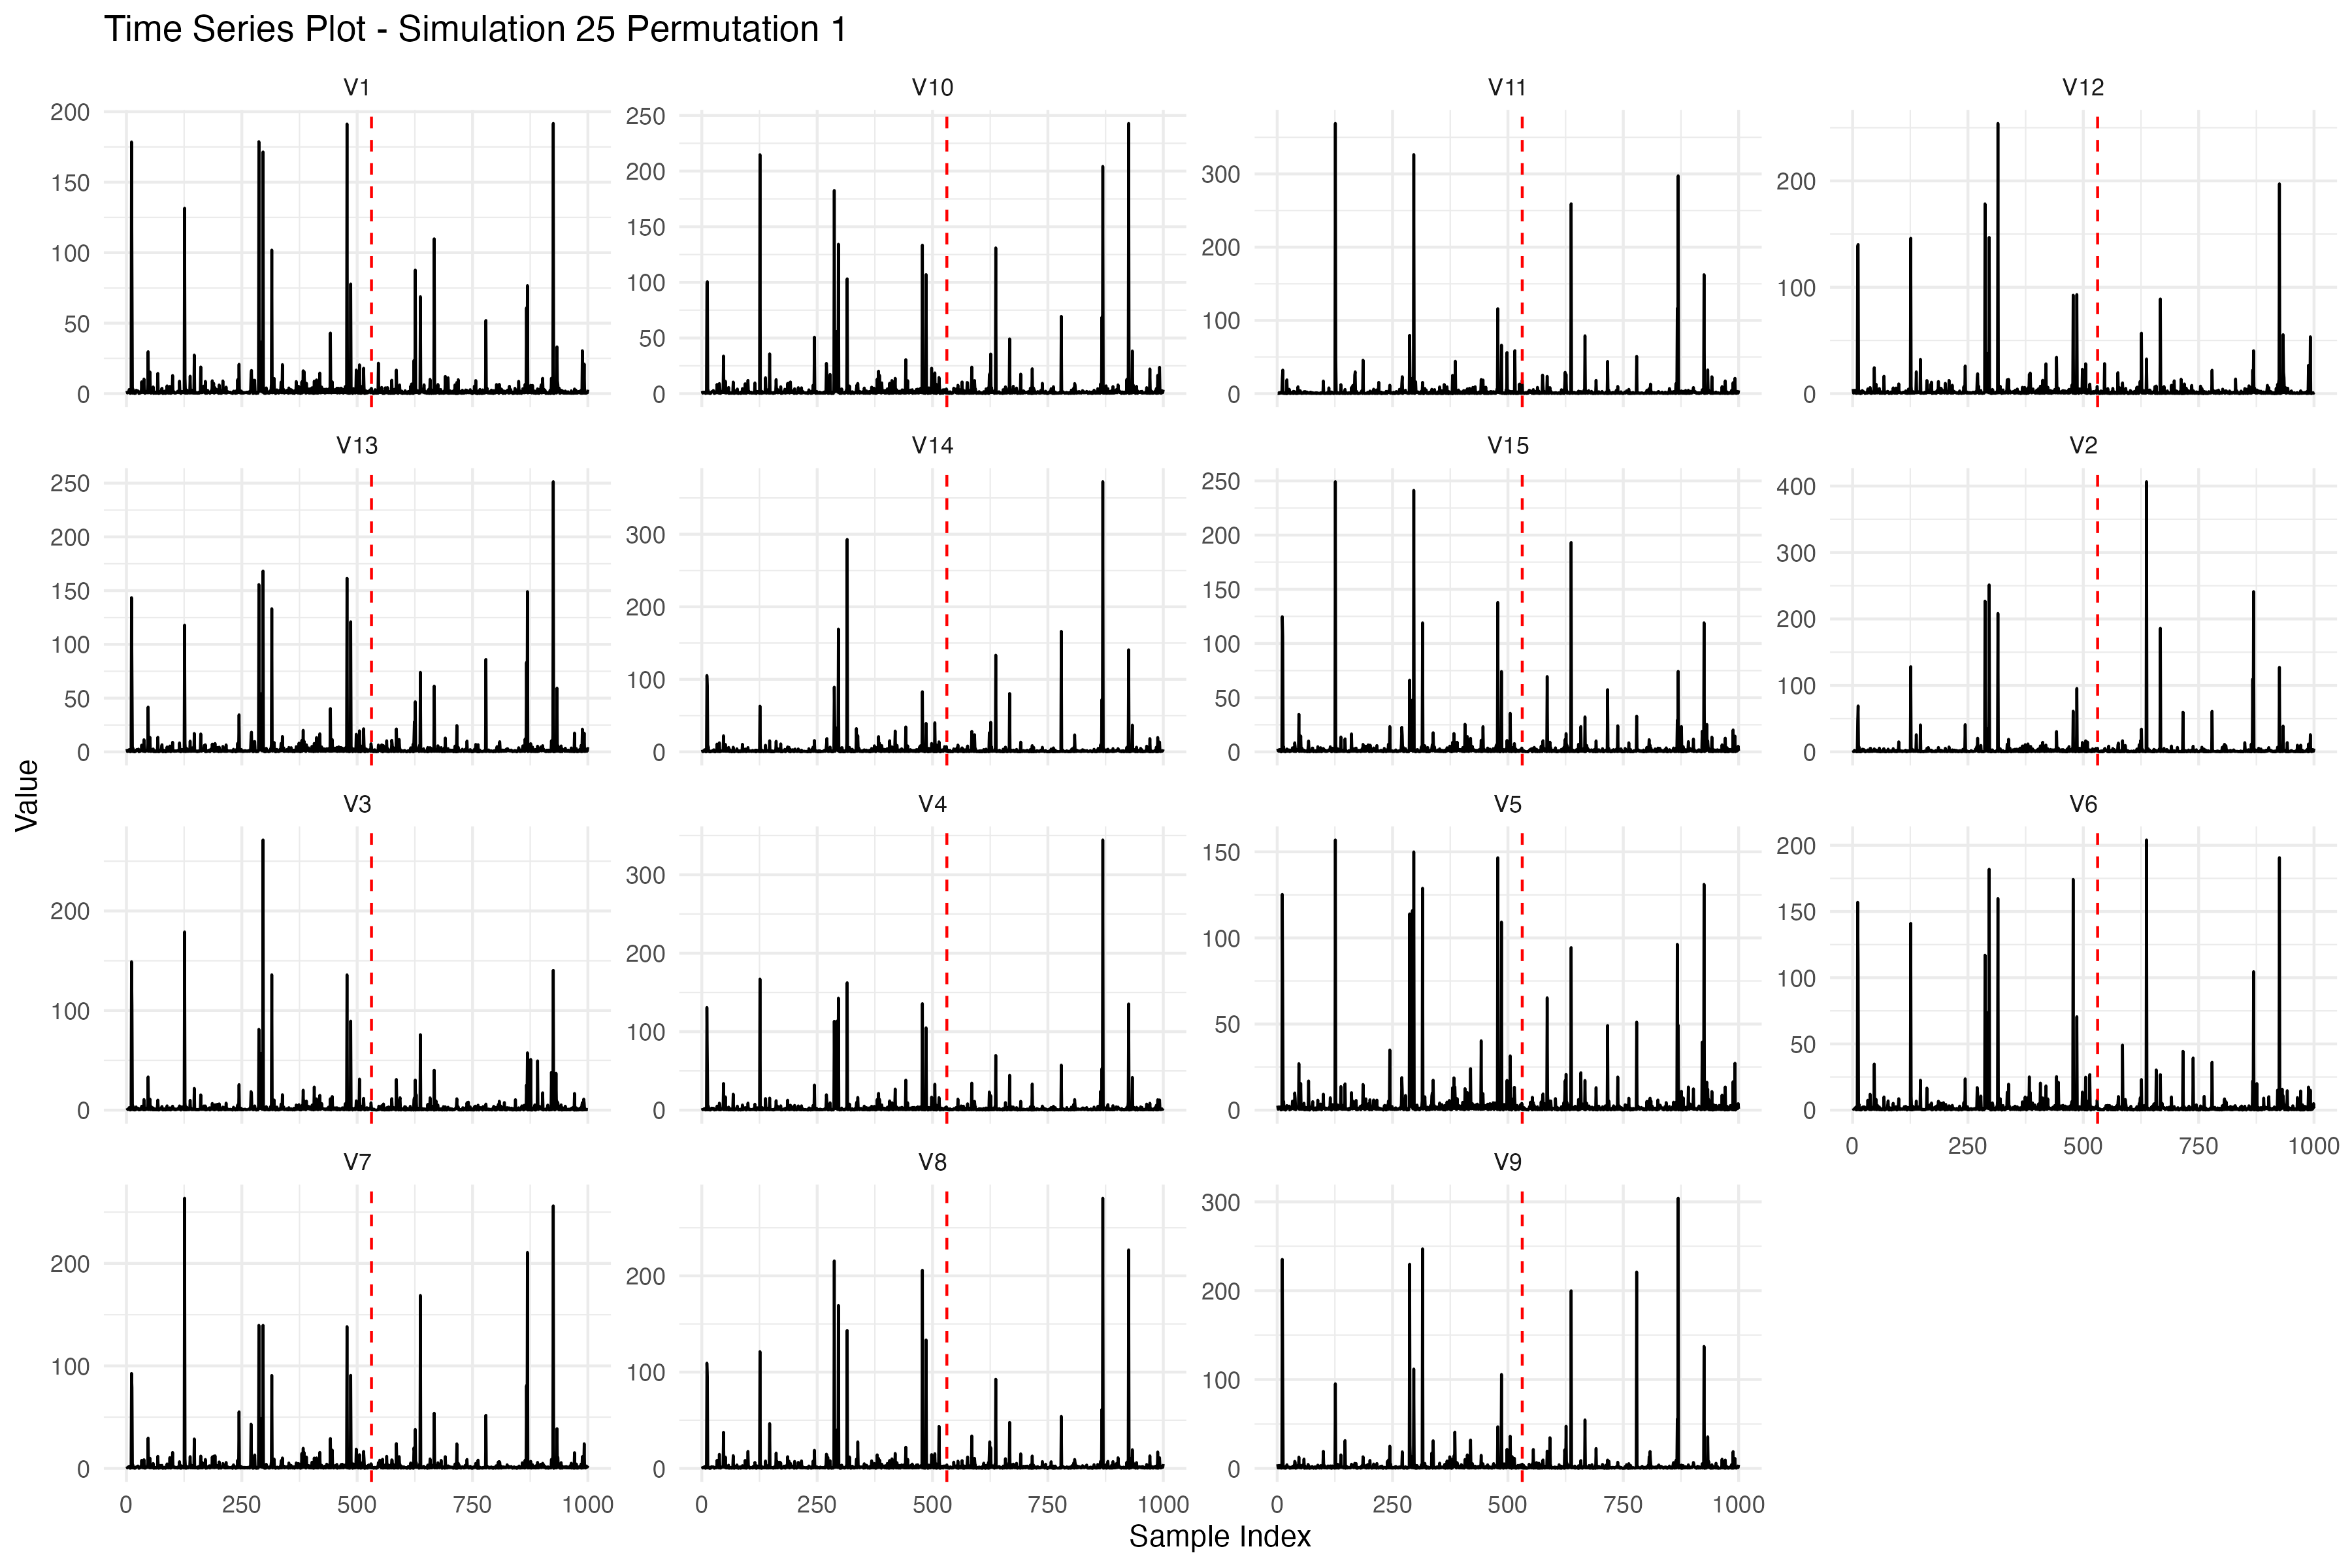 Time Series Plot - Simulation 25 Permutation 1
V1 V10 V11 V12
200 150 100 50 0
250 200 150 100 50 0
300 200 100 0
200 100 0
V13 V14 V15 V2
250 200 150 100 50 0
300 200 100 0
250 200 150 100 50 0
400 300 200 100 0
Value
V3 V4 V5 V6
200 100 0
300 200 100 0
150 100 50 0
200 150 100 50 0
0 250 500 750 1000
V7 V8 V9
200 100 0
200 100 0
300 200 100 0
0 250 500 750 1000
0 250 500 750 1000
0 250 500 750 1000
Sample Index